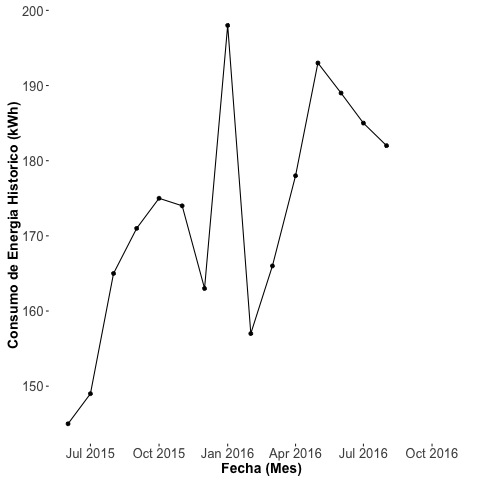 Consumo de Energia Historico (kWh)
200
190
180
170
160
150
Jul 2015 Oct 2015 Jan 2016 Apr 2016 Jul 2016 Oct 2016
Fecha (Mes)